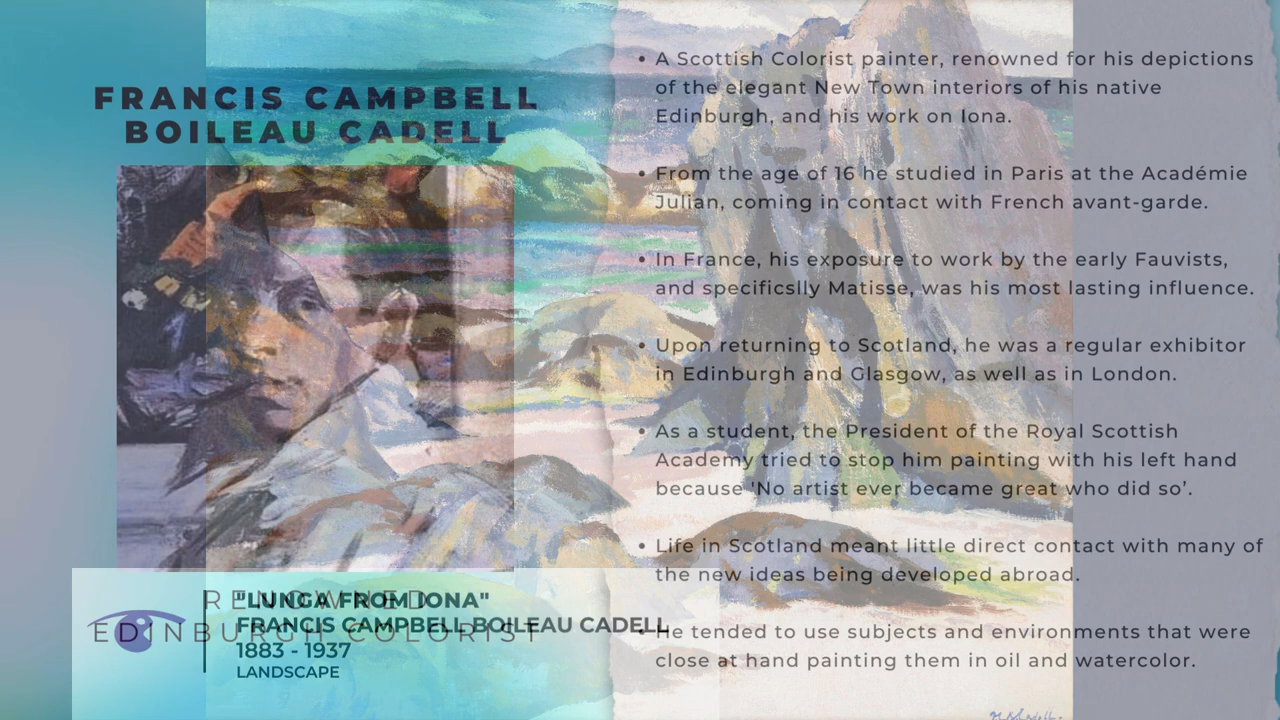 FRANCIS CAMPBELL
BOILEAU CADELL
• A Scottish Colorist painter, renowned for his depictions
of the elegant New Town interiors of his native
Edinburgh, and his work on Iona.
• From the age of 16 he studied in Paris at the Académie
Julian, coming in contact with French avant-garde.
• In France, his exposure to work by the early Fauvists,
and specificslly Matisse, was his most lasting influence.
• Upon returning to Scotland, he was a regular exhibitor
in Edinburgh and Glasgow, as well as in London.
• As a student, the President of the Royal Scottish
Academy tried to stop him painting with his left hand
because 'No artist ever became great who did so'.
• Life in Scotland meant little direct contact with many of
the new ideas being developed abroad.
• He tended to use subjects and environments that were
close at hand painting them in oil and watercolor.
RENOWNED
EDINBURGH COLORIST
"LUNGA FROM IONA"
FRANCIS CAMPBELL BOILEAU CADELL
1883 - 1937
LANDSCAPE